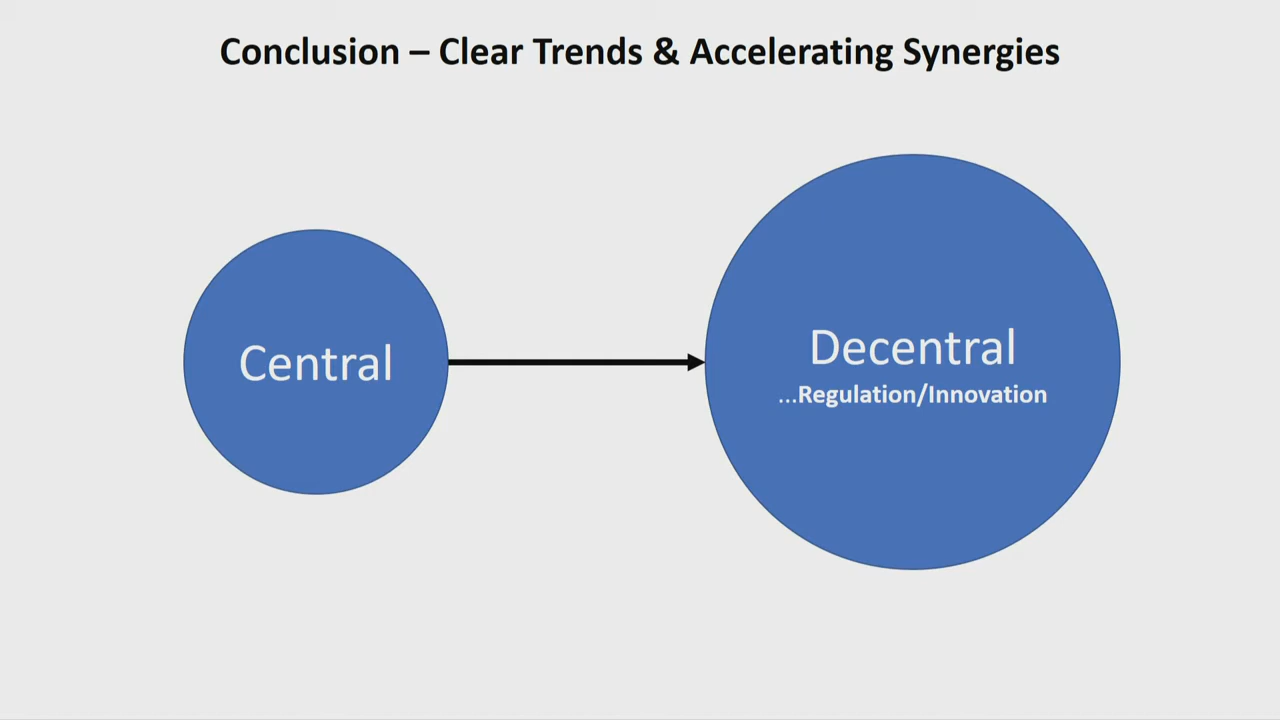 Conclusion – Clear Trends & Accelerating Synergies
Central
Decentral
...Regulation/Innovation